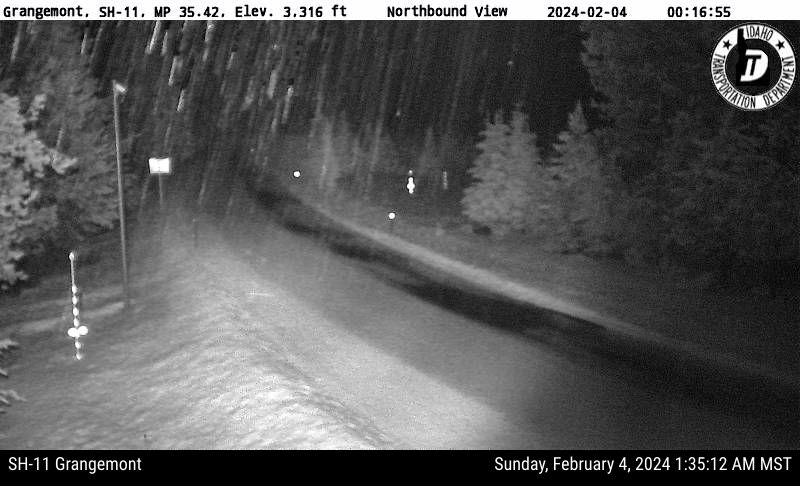 Grangemont, SH-11, MP 35.42, Elev. 3,316 ft Northbound View 2024-02-04 00:16:55
IDAHO
TRANSPORTATION DEPARTMENT
SH-11 Grangemont Sunday, February 4, 2024 1:35:12 AM MST